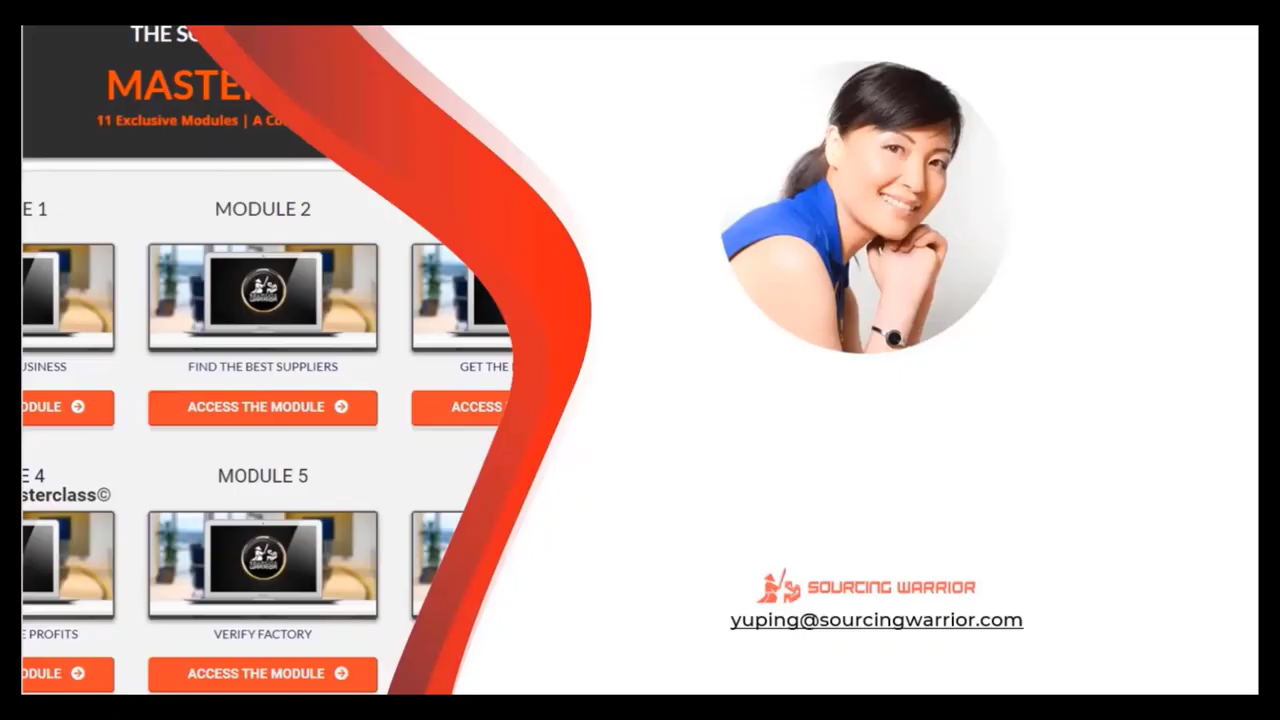 THE SO
MASTER
11 Exclusive Modules | A Co
E 1
MODULE 2
USINESS
FIND THE BEST SUPPLIERS
GET THE
ODULE
ACCESS THE MODULE
ACCESS
E 4
sterclass©
MODULE 5
E PROFITS
VERIFY FACTORY
ODULE
ACCESS THE MODULE
SOURCING WARRIOR
yuping@sourcingwarrior.com